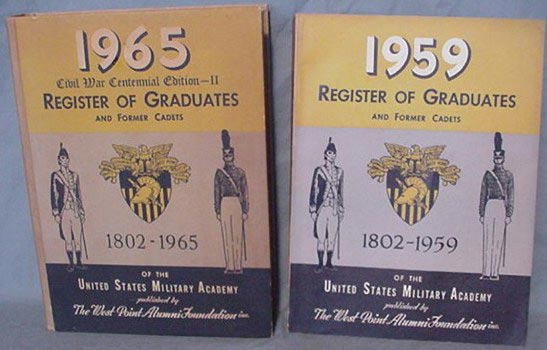 1965
Civil War Centennial Edition-II
REGISTER OF GRADUATES
AND FORMER CADETS
1802-1965
OF THE
UNITED STATES MILITARY ACADEMY
published by
The West Point Alumni Foundation inc.
1959
REGISTER OF GRADUATES
AND FORMER CADETS
1802-1959
OF THE
UNITED STATES MILITARY ACADEMY
published by
The West Point Alumni Foundation inc.